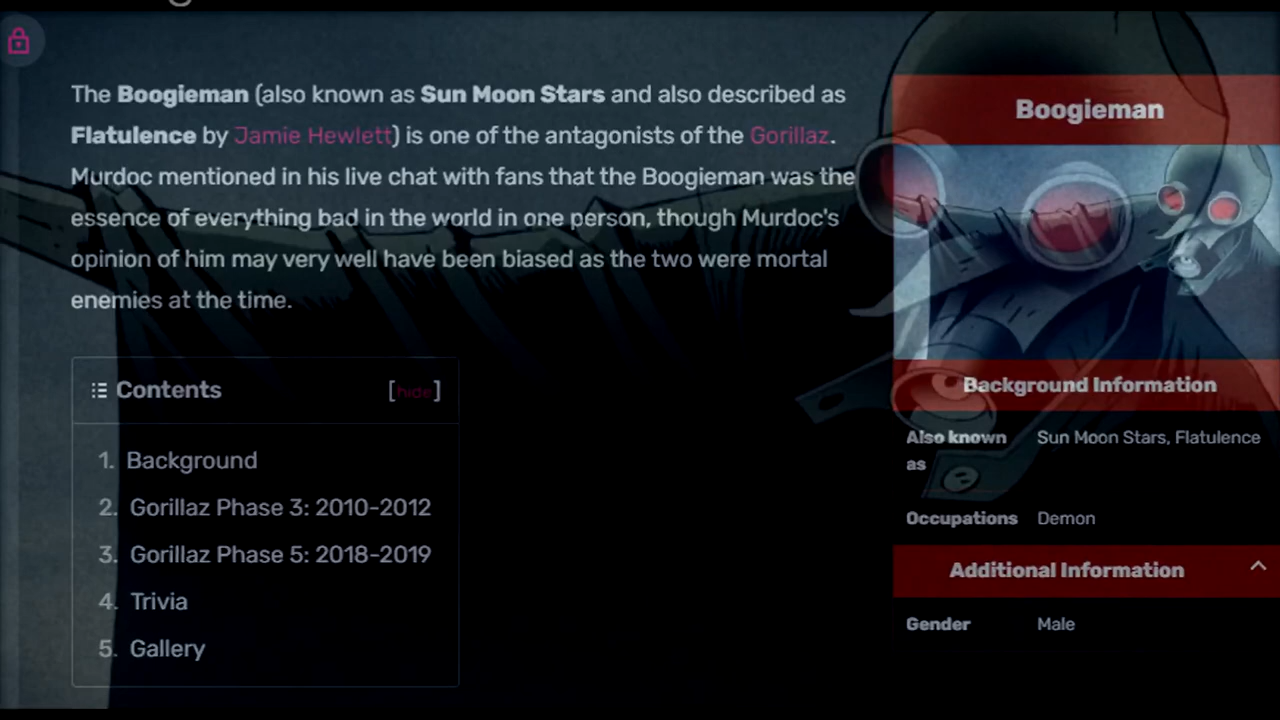 The Boogieman (also known as Sun Moon Stars and also described as
Flatulence by Jamie Hewlett) is one of the antagonists of the Gorillaz.
Murdoc mentioned in his live chat with fans that the Boogieman was the
essence of everything bad in the world in one person, though Murdoc's
opinion of him may very well have been biased as the two were mortal
enemies at the time.
Contents [hide]
1. Background
2. Gorillaz Phase 3: 2010-2012
3. Gorillaz Phase 5: 2018-2019
4. Trivia
5. Gallery
Boogieman
Background Information
Also known as Sun Moon Stars, Flatulence
Occupations Demon
Additional Information
Gender Male